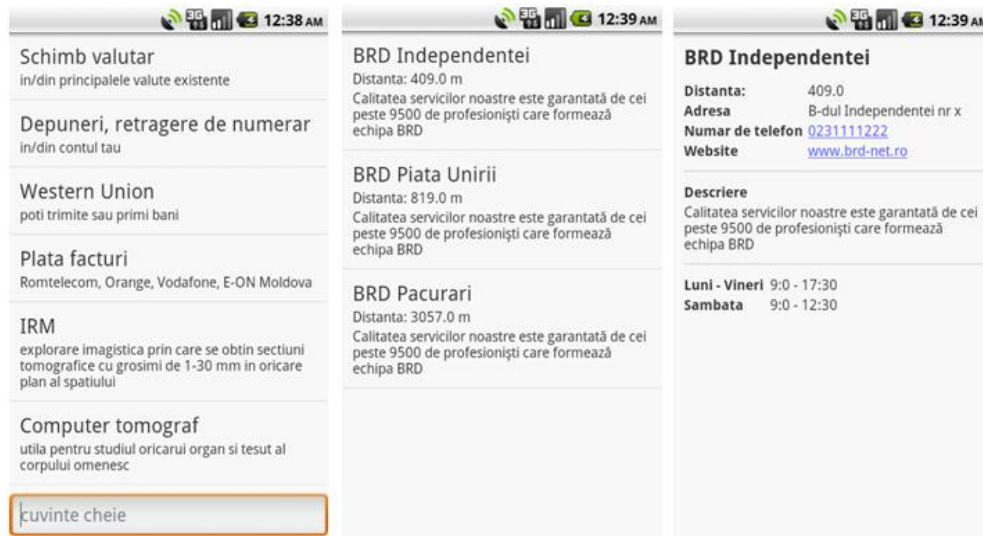 12:38 AM
Schimb valutar
in/din principalele valute existente
Depuneri, retragere de numerar
in/din contul tau
Western Union
poti trimite sau primi bani
Plata facturi
Romtelecom, Orange, Vodafone, E-ON Moldova
IRM
explorare imagistica prin care se obtin sectiuni
tomografice cu grosimi de 1-30 mm in oricare
plan al spatiului
Computer tomograf
utila pentru studiul oricarui organ si tesut al
corpului omenesc
cuvinte cheie
12:39 AM
BRD Independentei
Distanta: 409.0 m
Calitatea servicilor noastre este garantată de cei
peste 9500 de profesionişti care formează
echipa BRD
BRD Piata Unirii
Distanta: 819.0 m
Calitatea servicilor noastre este garantată de cei
peste 9500 de profesionişti care formează
echipa BRD
BRD Pacurari
Distanta: 3057.0 m
Calitatea servicilor noastre este garantată de cei
peste 9500 de profesionişti care formează
echipa BRD
12:39 AM
BRD Independentei
Distanta: 409.0
Adresa B-dul Independentei nr x
Numar de telefon 0231111222
Website www.brd-net.ro
Descriere
Calitatea servicilor noastre este garantată de cei
peste 9500 de profesionişti care formează
echipa BRD
Luni - Vineri 9:0 - 17:30
Sambata 9:0 - 12:30